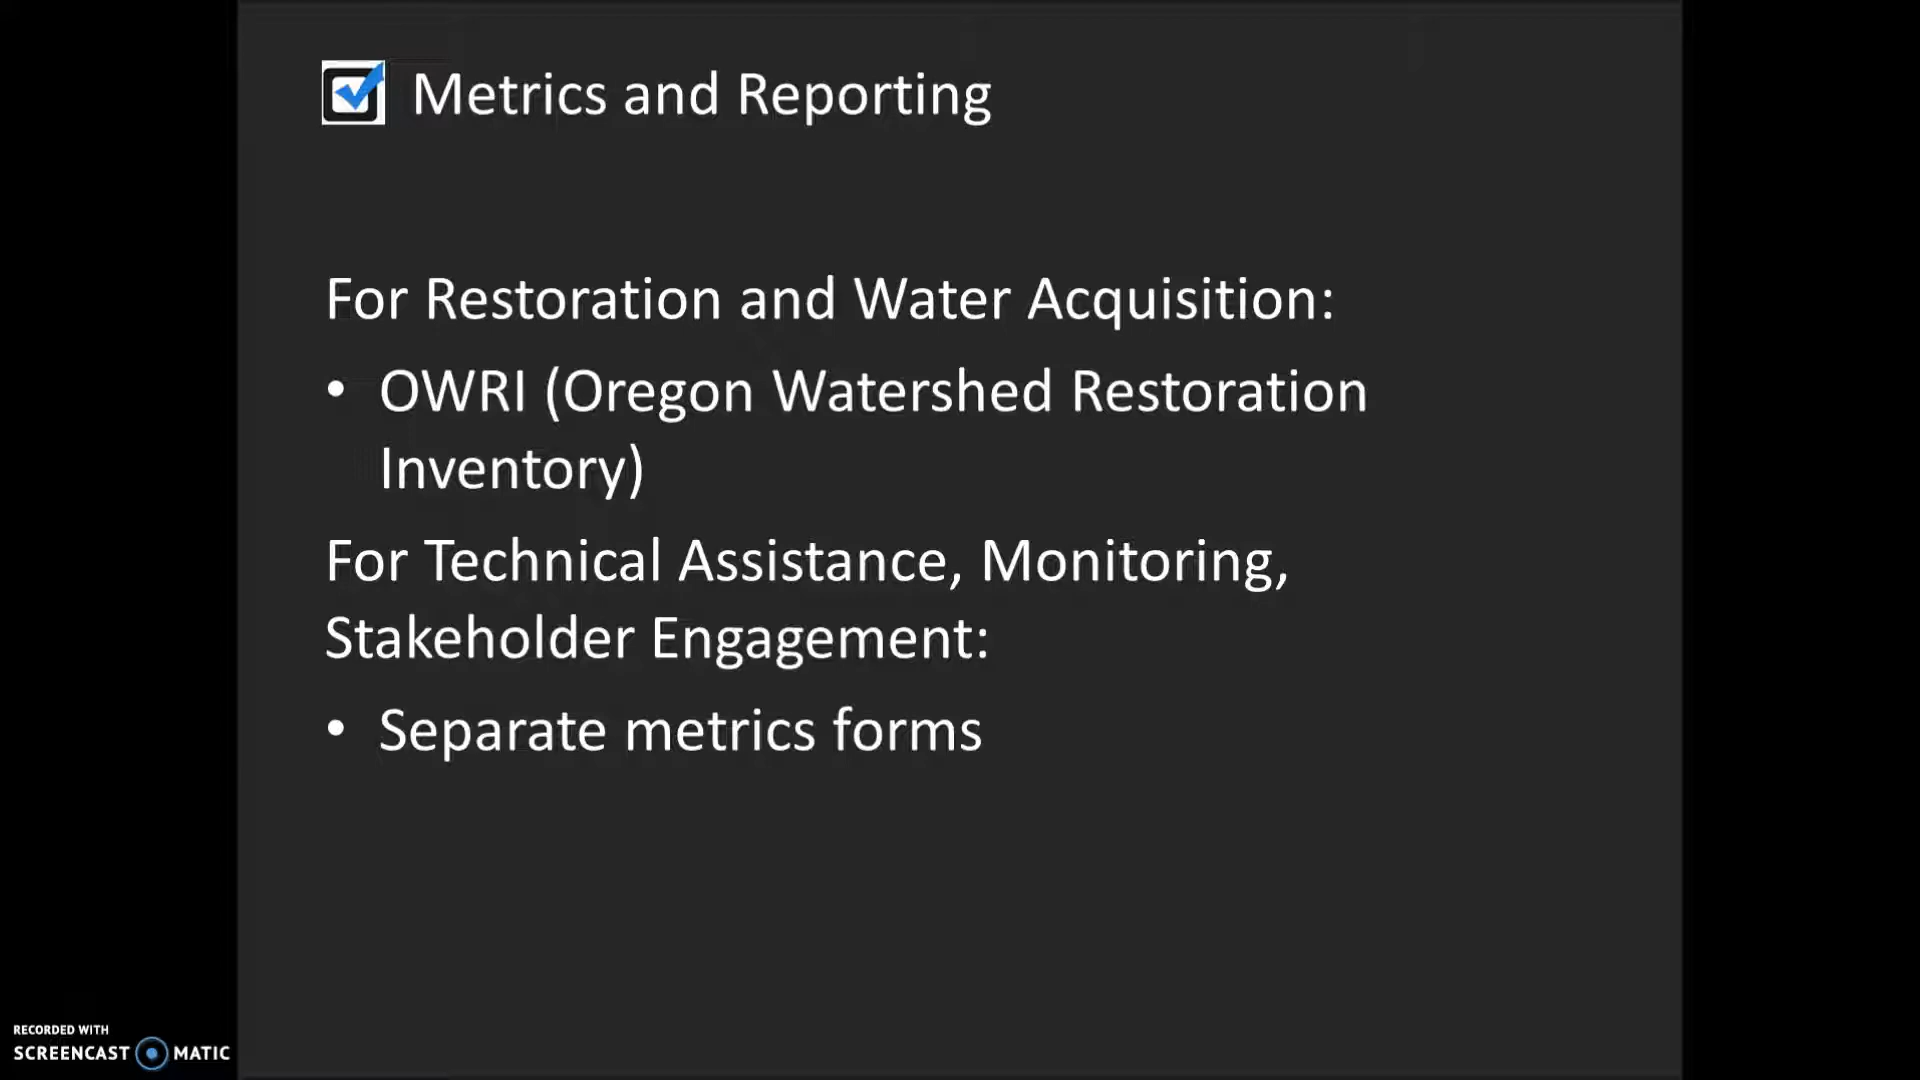 Metrics and Reporting
For Restoration and Water Acquisition:
• OWRI (Oregon Watershed Restoration
Inventory)
For Technical Assistance, Monitoring,
Stakeholder Engagement:
• Separate metrics forms
RECORDED WITH
SCREENCAST MATIC